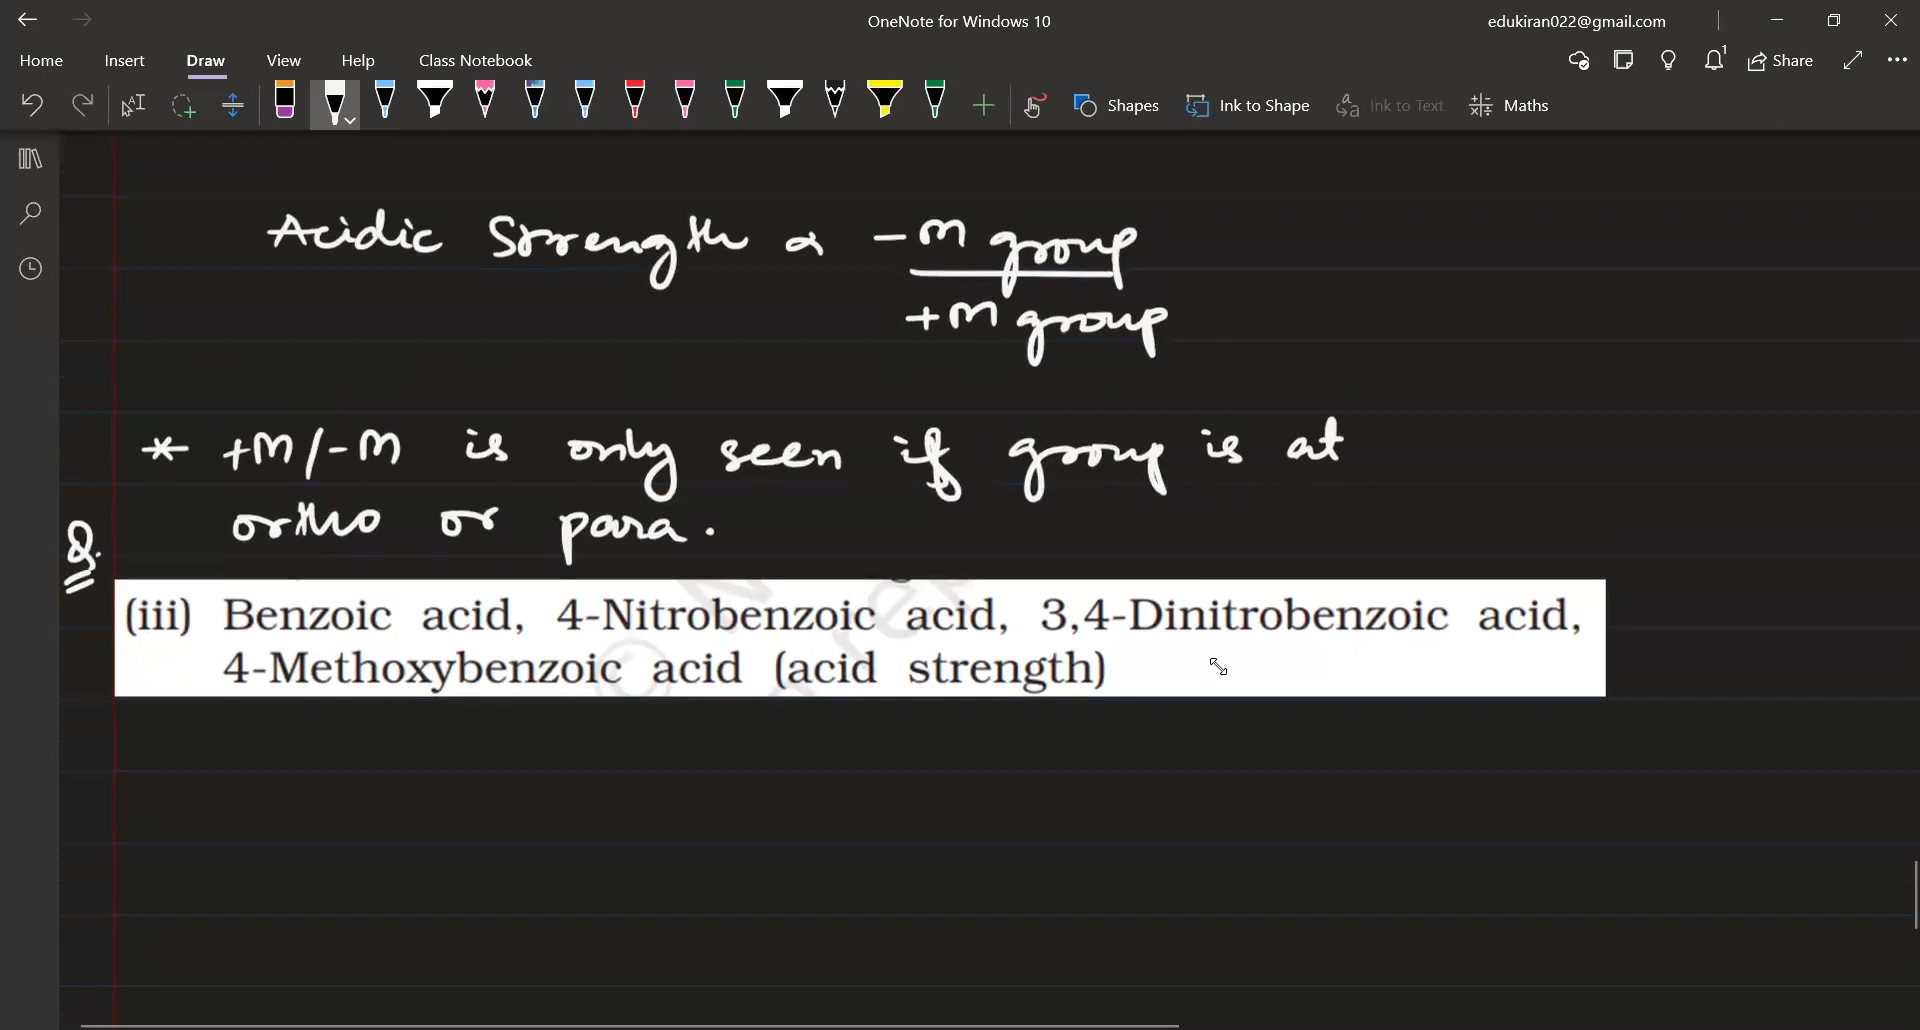 OneNote for Windows 10
edukiran022@gmail.com
Home Insert Draw View Help Class Notebook
1
Share
Shapes Ink to Shape Ink to Text Maths
Acidic Strength ∝ -M group
+M group
* +M/-M is only seen if group is at
ortho or para.
Q.
(iii) Benzoic acid, 4-Nitrobenzoic acid, 3,4-Dinitrobenzoic acid,
4-Methoxybenzoic acid (acid strength)